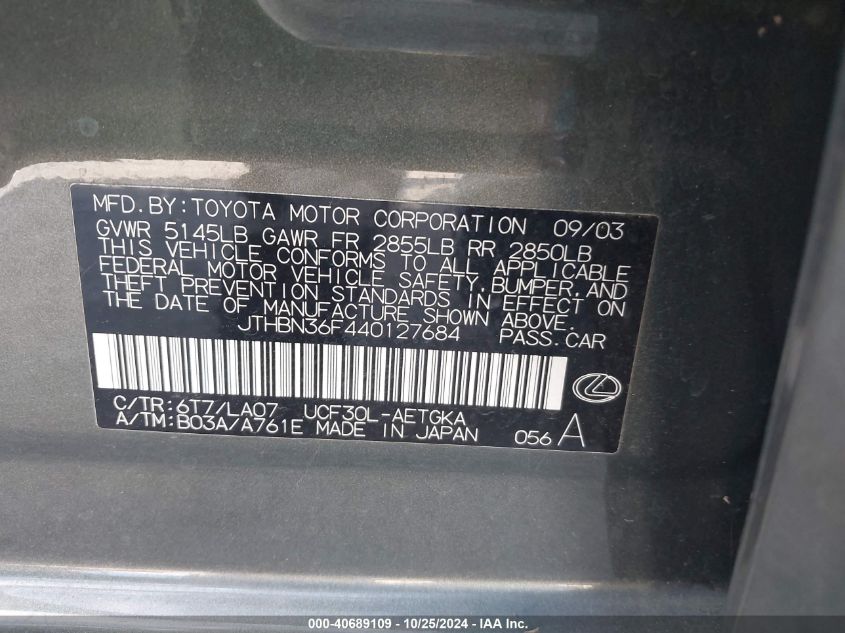 MFD.BY:TOYOTA MOTOR CORPORATION 09/03
GVWR 5145LB GAWR FR 2855LB RR 2850LB
THIS VEHICLE CONFORMS TO ALL APPLICABLE
FEDERAL MOTOR VEHICLE SAFETY,BUMPER,AND
THEFT PREVENTION STANDARDS IN EFFECT ON
THE DATE OF MANUFACTURE SHOWN ABOVE.
JTHBN36F440127684 PASS.CAR
C/TR:6T7/LA07 UCF30L-AETGKA
A/TM:B03A/A761E MADE IN JAPAN 056 A
000-40689109 - 10/25/2024 - IAA Inc.